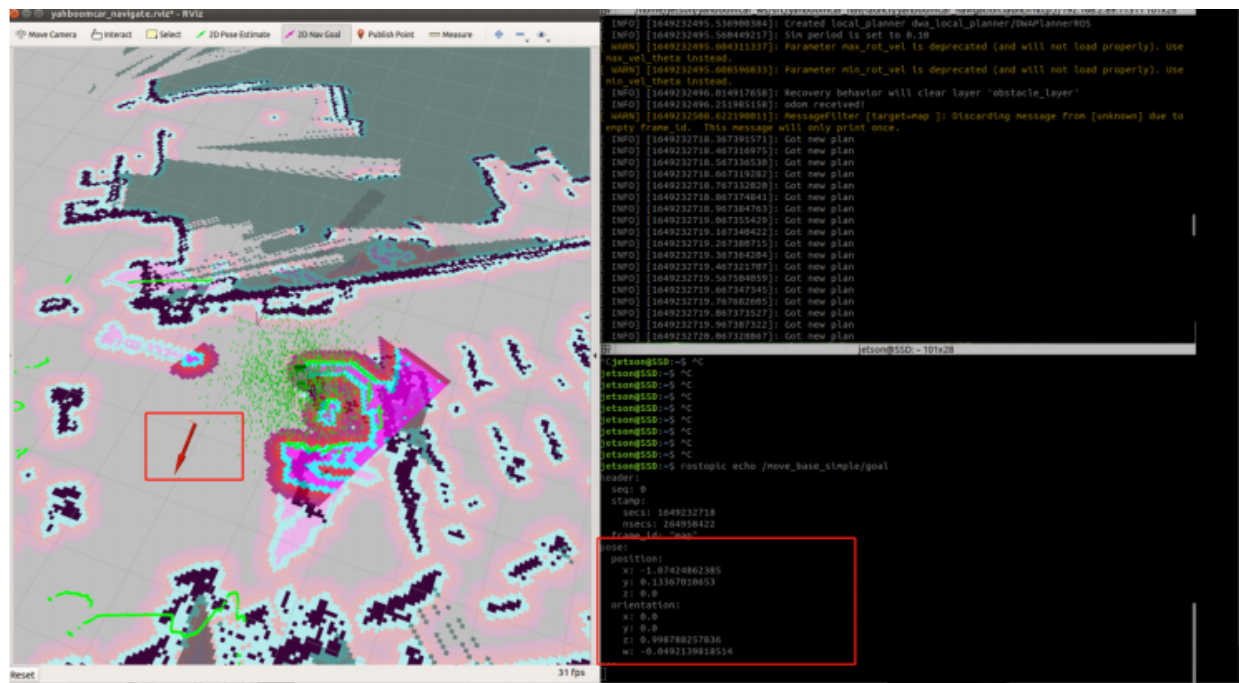 yahboomcar_navigate.rviz* - RViz
Move Camera Interact Select 2D Pose Estimate 2D Nav Goal Publish Point Measure
Reset
31 fps
[ INFO] [1649232495.536900384]: Created local_planner dwa_local_planner/DWAPlannerROS
[ INFO] [1649232495.560449217]: Sim period is set to 0.10
[ WARN] [1649232495.604311337]: Parameter max_rot_vel is deprecated (and will not load properly). Use
max_vel_theta instead.
[ WARN] [1649232495.608596833]: Parameter min_rot_vel is deprecated (and will not load properly). Use
min_vel_theta instead.
[ INFO] [1649232496.014917658]: Recovery behavior will clear layer 'obstacle_layer'
[ INFO] [1649232496.251985158]: odom received!
[ WARN] [1649232508.622190011]: MessageFilter [target=map ]: Discarding message from [unknown] due to
empty frame_id.  This message will only print once.
[ INFO] [1649232718.367391571]: Got new plan
[ INFO] [1649232718.467316975]: Got new plan
[ INFO] [1649232718.567336530]: Got new plan
[ INFO] [1649232718.667319282]: Got new plan
[ INFO] [1649232718.767332020]: Got new plan
[ INFO] [1649232718.867374841]: Got new plan
[ INFO] [1649232718.967384763]: Got new plan
[ INFO] [1649232719.067355429]: Got new plan
[ INFO] [1649232719.167340422]: Got new plan
[ INFO] [1649232719.267380715]: Got new plan
[ INFO] [1649232719.367364204]: Got new plan
[ INFO] [1649232719.467321707]: Got new plan
[ INFO] [1649232719.567504059]: Got new plan
[ INFO] [1649232719.667347345]: Got new plan
[ INFO] [1649232719.767682605]: Got new plan
[ INFO] [1649232719.867373527]: Got new plan
[ INFO] [1649232719.967387322]: Got new plan
[ INFO] [1649232720.067328867]: Got new plan
jetson@SSD: ~ 101x28
^Cjetson@SSD:~$ ^C
jetson@SSD:~$ ^C
jetson@SSD:~$ ^C
jetson@SSD:~$ ^C
jetson@SSD:~$ ^C
jetson@SSD:~$ ^C
jetson@SSD:~$ ^C
jetson@SSD:~$ ^C
jetson@SSD:~$ ^C
jetson@SSD:~$ rostopic echo /move_base_simple/goal
header:
seq: 0
stamp:
secs: 1649232718
nsecs: 264958422
frame_id: "map"
pose:
position:
x: -1.87424862385
y: 0.13367010653
z: 0.0
orientation:
x: 0.0
y: 0.0
z: 0.998788257836
w: -0.0492139818514